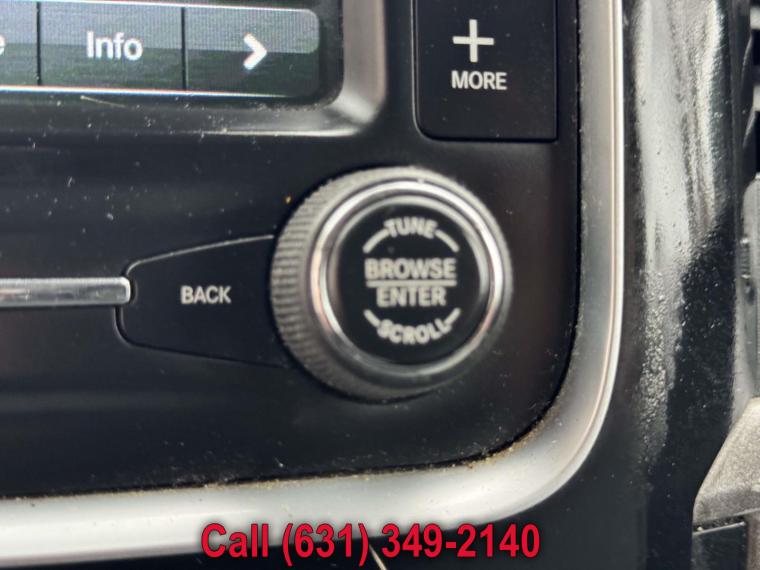 Info
+
MORE
TUNE
BROWSE
ENTER
SCROLL
BACK
Call (631) 349-2140